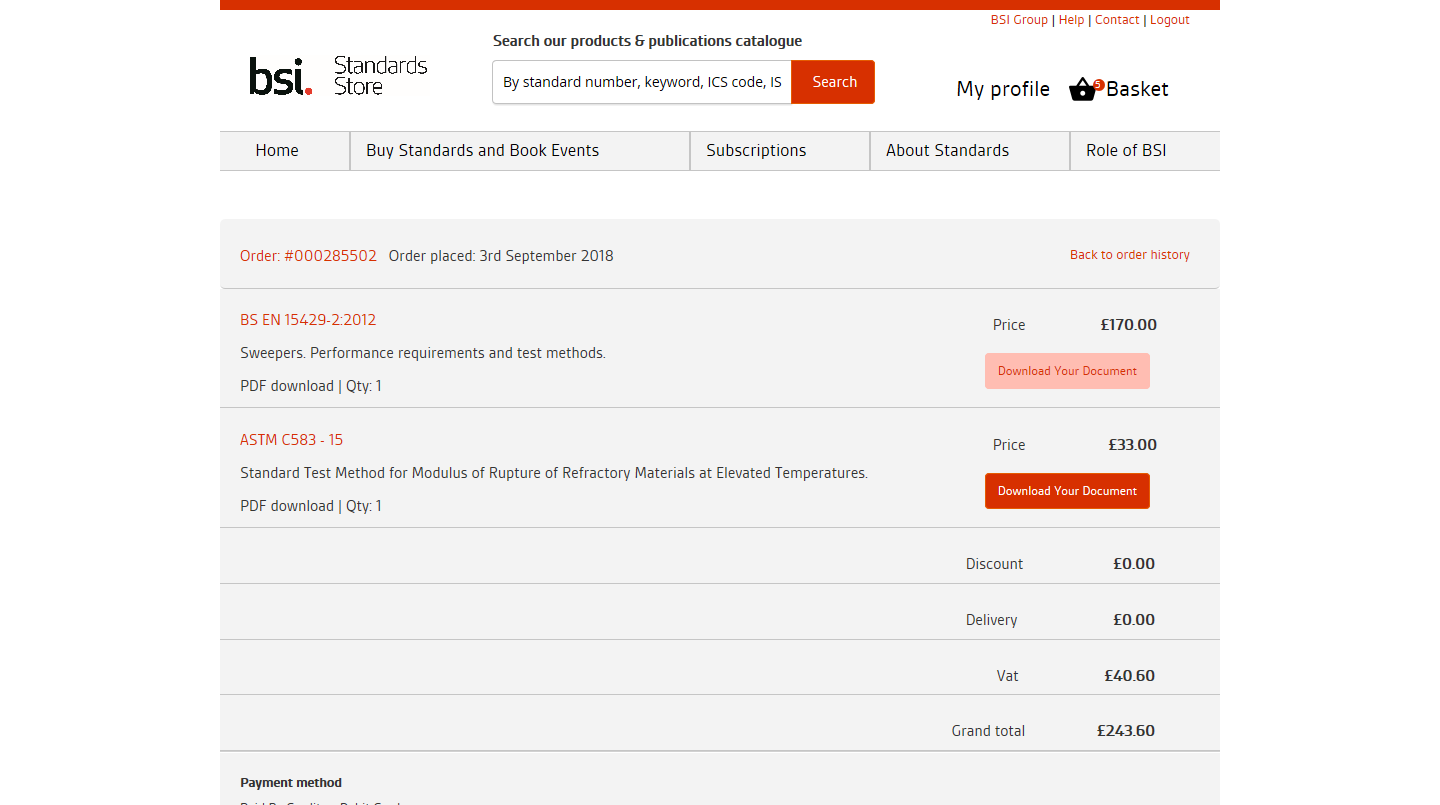 BSI Group | Help | Contact | Logout
Search our products & publications catalogue
bsi. Standards Store
By standard number, keyword, ICS code, IS
Search
My profile
5
Basket
Home
Buy Standards and Book Events
Subscriptions
About Standards
Role of BSI
Order: #000285502 Order placed: 3rd September 2018
Back to order history
BS EN 15429-2:2012
Price £170.00
Sweepers. Performance requirements and test methods.
Download Your Document
PDF download | Qty: 1
ASTM C583 - 15
Price £33.00
Standard Test Method for Modulus of Rupture of Refractory Materials at Elevated Temperatures.
Download Your Document
PDF download | Qty: 1
Discount £0.00
Delivery £0.00
Vat £40.60
Grand total £243.60
Payment method